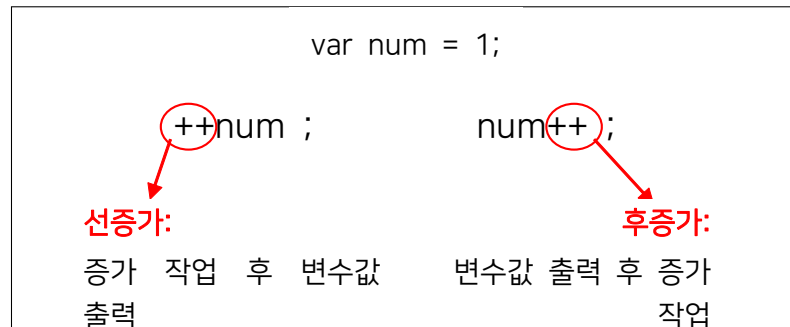 var num = 1;
++num ;
num++ ;
선증가:
후증가:
증가 작업 후 변수값
출력
변수값 출력 후 증가
작업